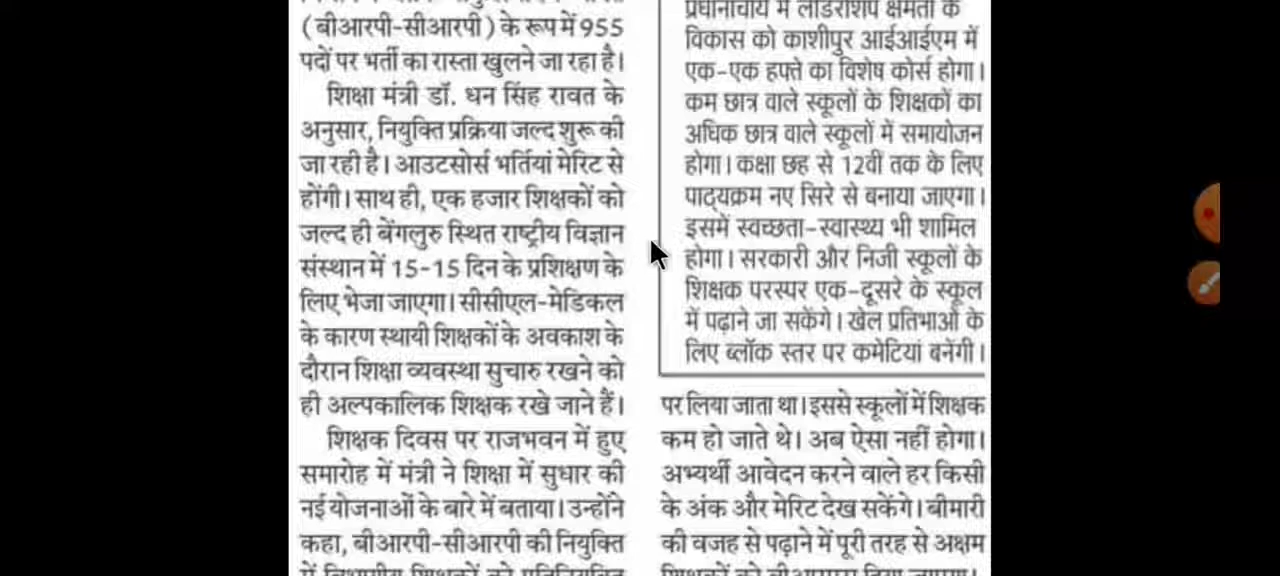 (बीआरपी-सीआरपी) के रूप में 955
पदों पर भर्ती का रास्ता खुलने जा रहा है।
शिक्षा मंत्री डॉ. धन सिंह रावत के
अनुसार, नियुक्ति प्रक्रिया जल्द शुरू की
जा रही है। आउटसोर्स भर्तियां मेरिट से
होंगी। साथ ही, एक हजार शिक्षकों को
जल्द ही बेंगलुरु स्थित राष्ट्रीय विज्ञान
संस्थान में 15-15 दिन के प्रशिक्षण के
लिए भेजा जाएगा। सीसीएल-मेडिकल
के कारण स्थायी शिक्षकों के अवकाश के
दौरान शिक्षा व्यवस्था सुचारु रखने को
ही अल्पकालिक शिक्षक रखे जाने हैं।
शिक्षक दिवस पर राजभवन में हुए
समारोह में मंत्री ने शिक्षा में सुधार की
नई योजनाओं के बारे में बताया। उन्होंने
कहा, बीआरपी-सीआरपी की नियुक्ति
में विभागीय शिक्षकों को प्रतिनियुक्ति
प्रधानाचार्य में लीडरशिप क्षमता के
विकास को काशीपुर आईआईएम में
एक-एक हफ्ते का विशेष कोर्स होगा।
कम छात्र वाले स्कूलों के शिक्षकों का
अधिक छात्र वाले स्कूलों में समायोजन
होगा। कक्षा छह से 12वीं तक के लिए
पाठ्यक्रम नए सिरे से बनाया जाएगा।
इसमें स्वच्छता-स्वास्थ्य भी शामिल
होगा। सरकारी और निजी स्कूलों के
शिक्षक परस्पर एक-दूसरे के स्कूल
में पढ़ाने जा सकेंगे। खेल प्रतिभाओं के
लिए ब्लॉक स्तर पर कमेटियां बनेंगी।
पर लिया जाता था। इससे स्कूलों में शिक्षक
कम हो जाते थे। अब ऐसा नहीं होगा।
अभ्यर्थी आवेदन करने वाले हर किसी
के अंक और मेरिट देख सकेंगे। बीमारी
की वजह से पढ़ाने में पूरी तरह से अक्षम
शिक्षकों को